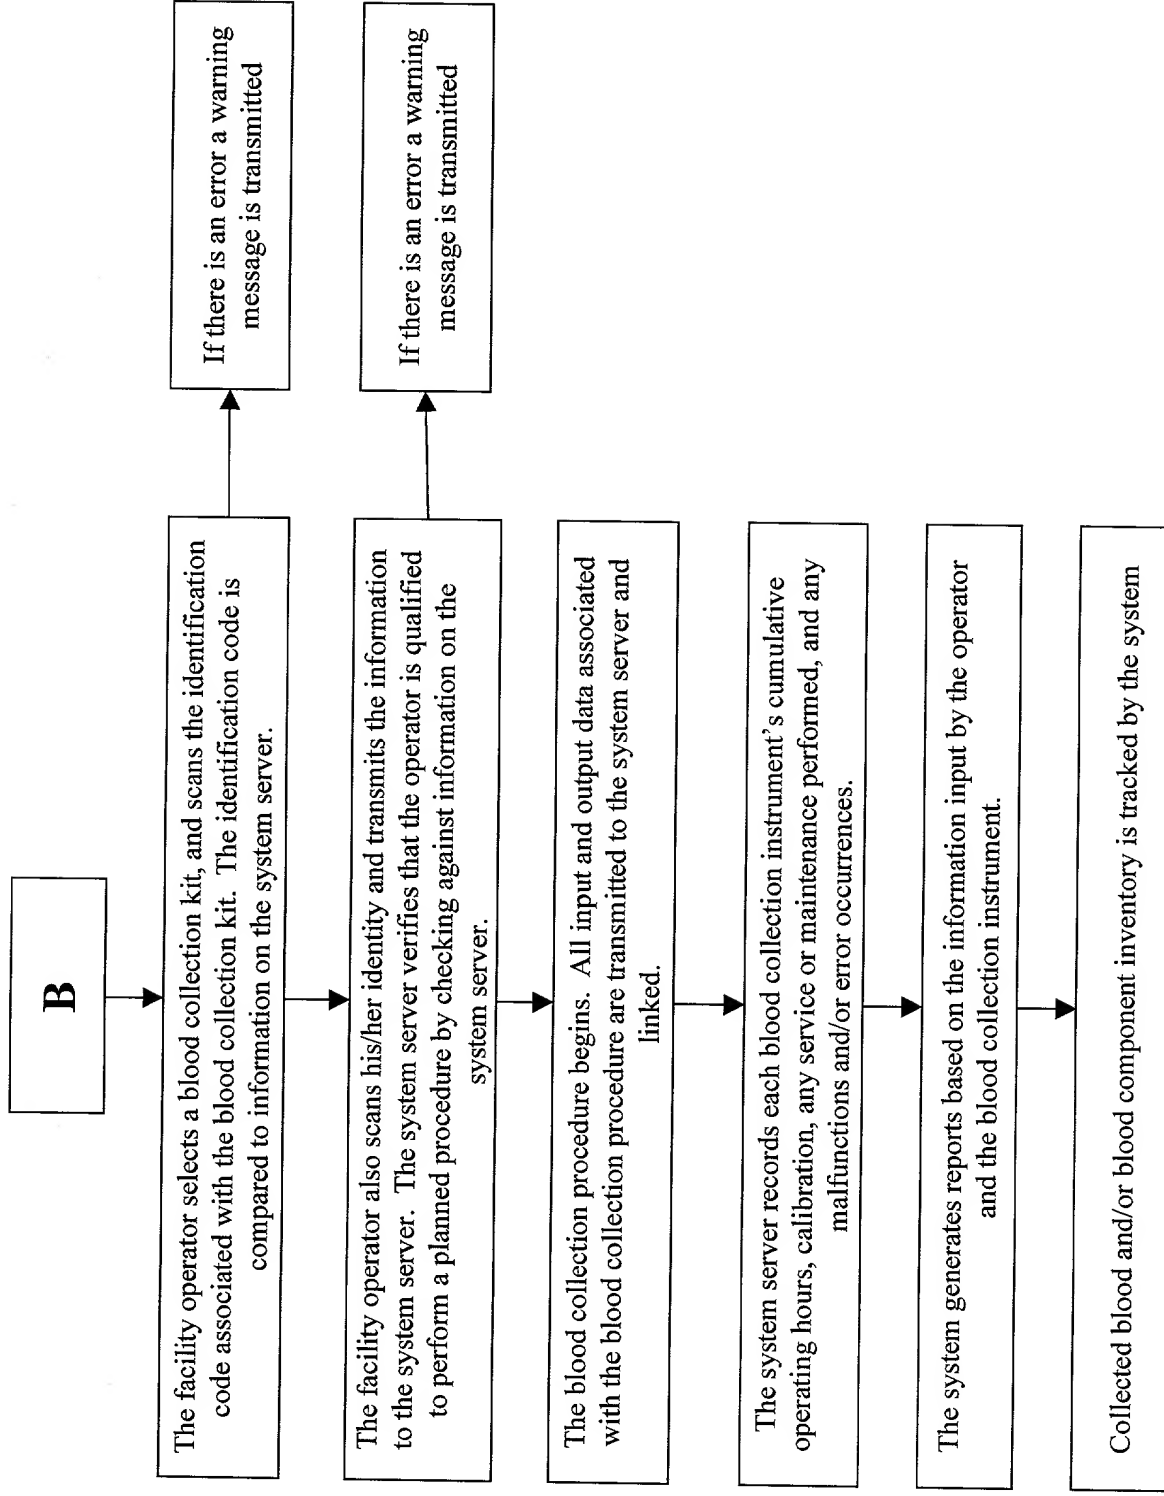 B
The facility operator selects a blood collection kit, and scans the identification
code associated with the blood collection kit. The identification code is
compared to information on the system server.
If there is an error a warning
message is transmitted
The facility operator also scans his/her identity and transmits the information
to the system server. The system server verifies that the operator is qualified
to perform a planned procedure by checking against information on the
system server.
If there is an error a warning
message is transmitted
The blood collection procedure begins. All input and output data associated
with the blood collection procedure are transmitted to the system server and
linked.
The system server records each blood collection instrument's cumulative
operating hours, calibration, any service or maintenance performed, and any
malfunctions and/or error occurrences.
The system generates reports based on the information input by the operator
and the blood collection instrument.
Collected blood and/or blood component inventory is tracked by the system